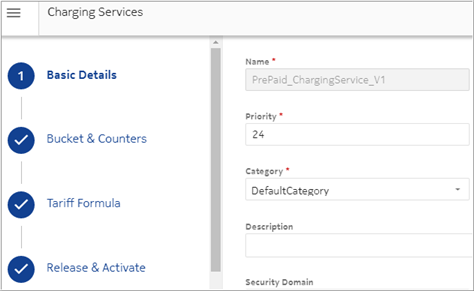 Charging Services
1 Basic Details
Bucket & Counters
Tariff Formula
Release & Activate
Name *
PrePaid_ChargingService_V1
Priority *
24
Category *
DefaultCategory
Description
Security Domain